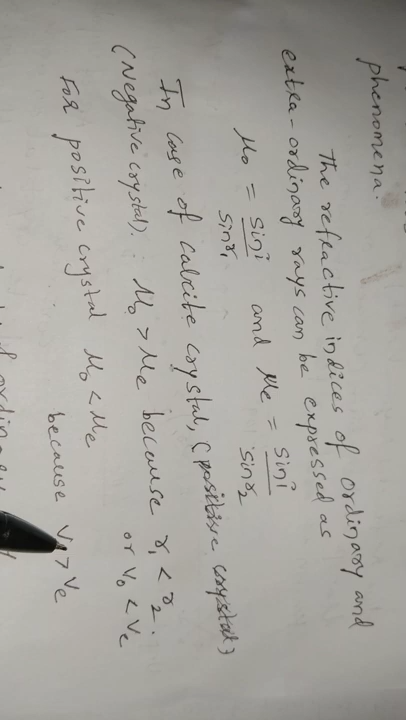 phenomena.
The refractive indices of ordinary and
extra-ordinary rays can be expressed as
μo = sin i / sin r1 and μe = sin i / sin r2
In case of calcite crystal, (positive crystal)
(Negative crystal). μo > μe because r1 < r2.
or vo < ve
For positive crystal μo < μe
because v > ve